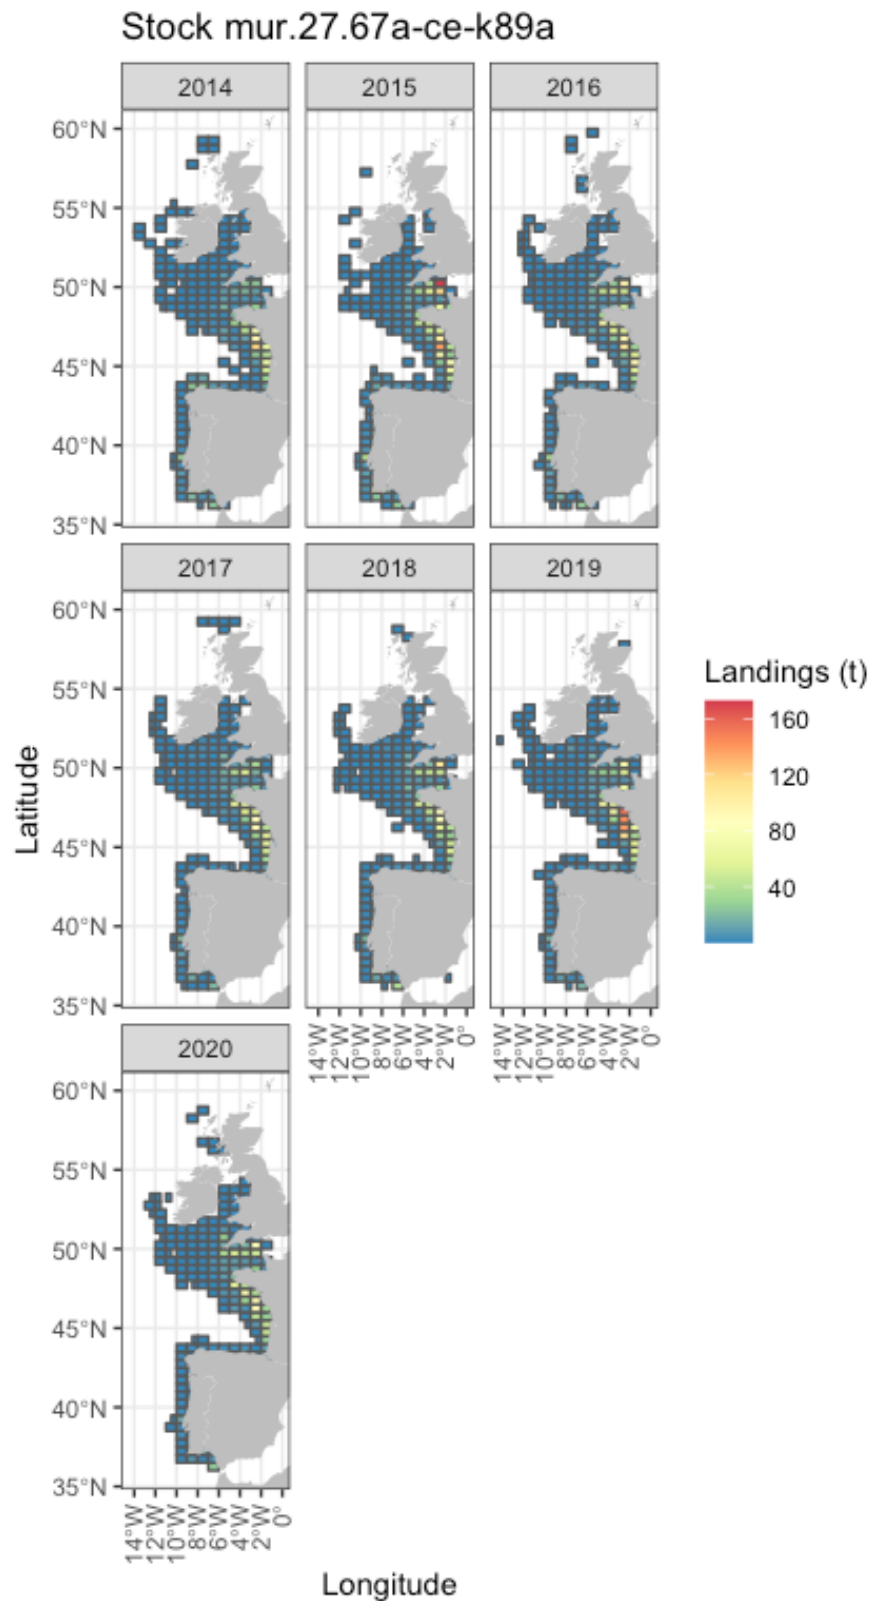 Stock mur.27.67a-ce-k89a
2014 2015 2016
60°N
55°N
50°N
45°N
40°N
35°N
2017 2018 2019
60°N
55°N
50°N
45°N
40°N
35°N
14°W 12°W 10°W 8°W 6°W 4°W 2°W 0° 14°W 12°W 10°W 8°W 6°W 4°W 2°W 0°
2020
60°N
55°N
50°N
45°N
40°N
35°N
14°W 12°W 10°W 8°W 6°W 4°W 2°W 0°
Latitude
Longitude
Landings (t)
160
120
80
40